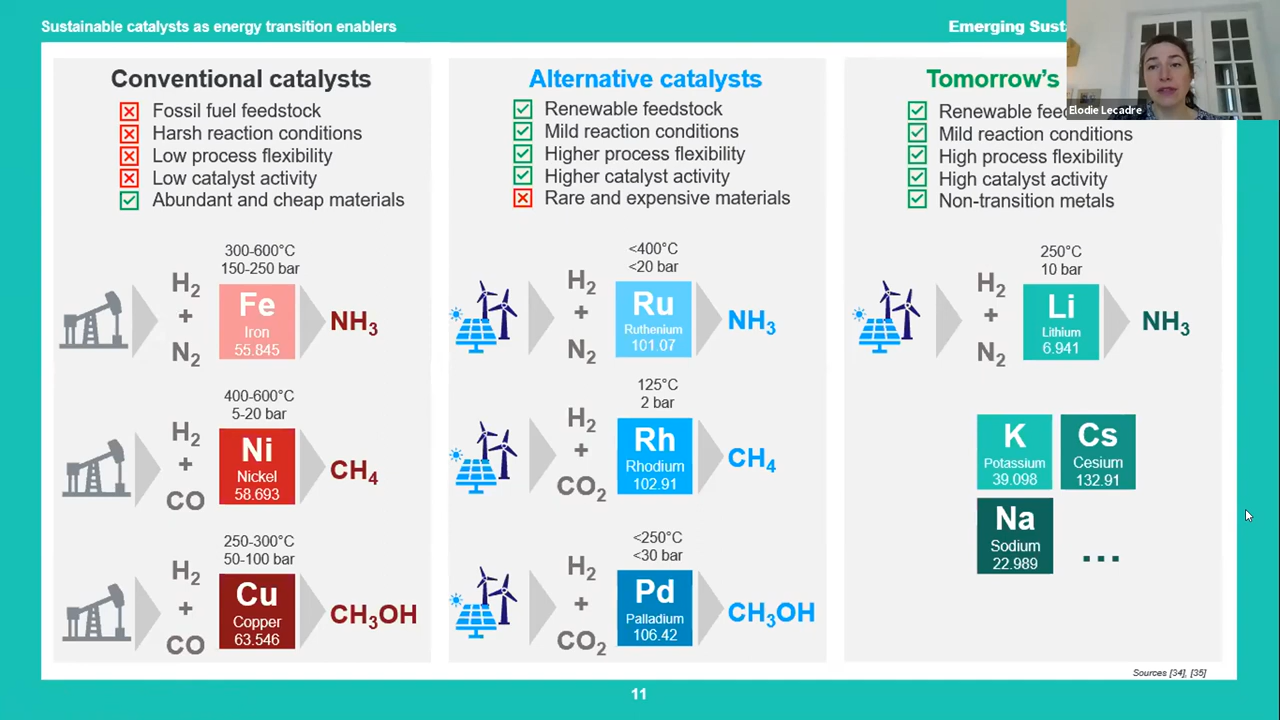 Sustainable catalysts as energy transition enablers
Emerging
Elodie Lecadre
Conventional catalysts
Fossil fuel feedstock
Harsh reaction conditions
Low process flexibility
Low catalyst activity
Abundant and cheap materials
300-600°C
150-250 bar
H2
+
N2
Fe
Iron
55.845
NH3
400-600°C
5-20 bar
H2
+
CO
Ni
Nickel
58.693
CH4
250-300°C
50-100 bar
H2
+
CO
Cu
Copper
63.546
CH3OH
Alternative catalysts
Renewable feedstock
Mild reaction conditions
Higher process flexibility
Higher catalyst activity
Rare and expensive materials
<400°C
<20 bar
H2
+
N2
Ru
Ruthenium
101.07
NH3
125°C
2 bar
H2
+
CO2
Rh
Rhodium
102.91
CH4
<250°C
<30 bar
H2
+
CO2
Pd
Palladium
106.42
CH3OH
Tomorrow's
Renewable
Mild reaction conditions
High process flexibility
High catalyst activity
Non-transition metals
250°C
10 bar
H2
+
N2
Li
Lithium
6.941
NH3
K
Potassium
39.098
Cs
Cesium
132.91
Na
Sodium
22.989
...
Sources [34], [35]
11